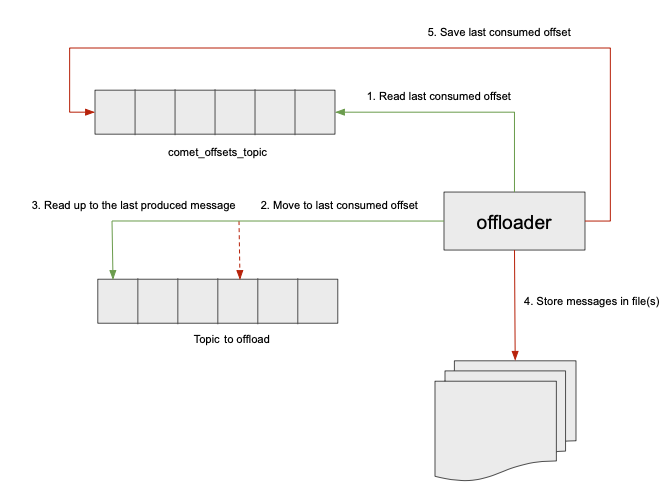 5. Save last consumed offset
1. Read last consumed offset
comet_offsets_topic
3. Read up to the last produced message
2. Move to last consumed offset
offloader
4. Store messages in file(s)
Topic to offload